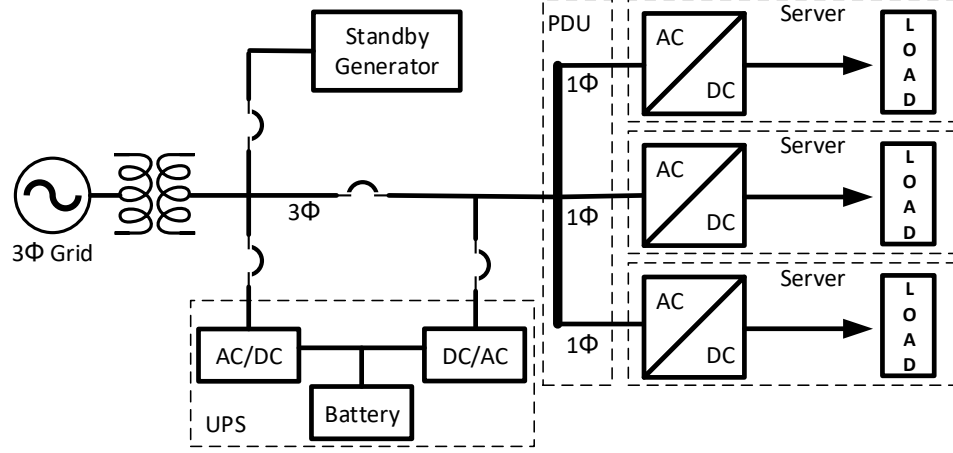 Standby
Generator
PDU
Server
AC
DC
1Φ
L
O
A
D
Server
AC
DC
1Φ
L
O
A
D
3Φ
3Φ Grid
Server
AC
DC
1Φ
L
O
A
D
AC/DC
DC/AC
Battery
UPS